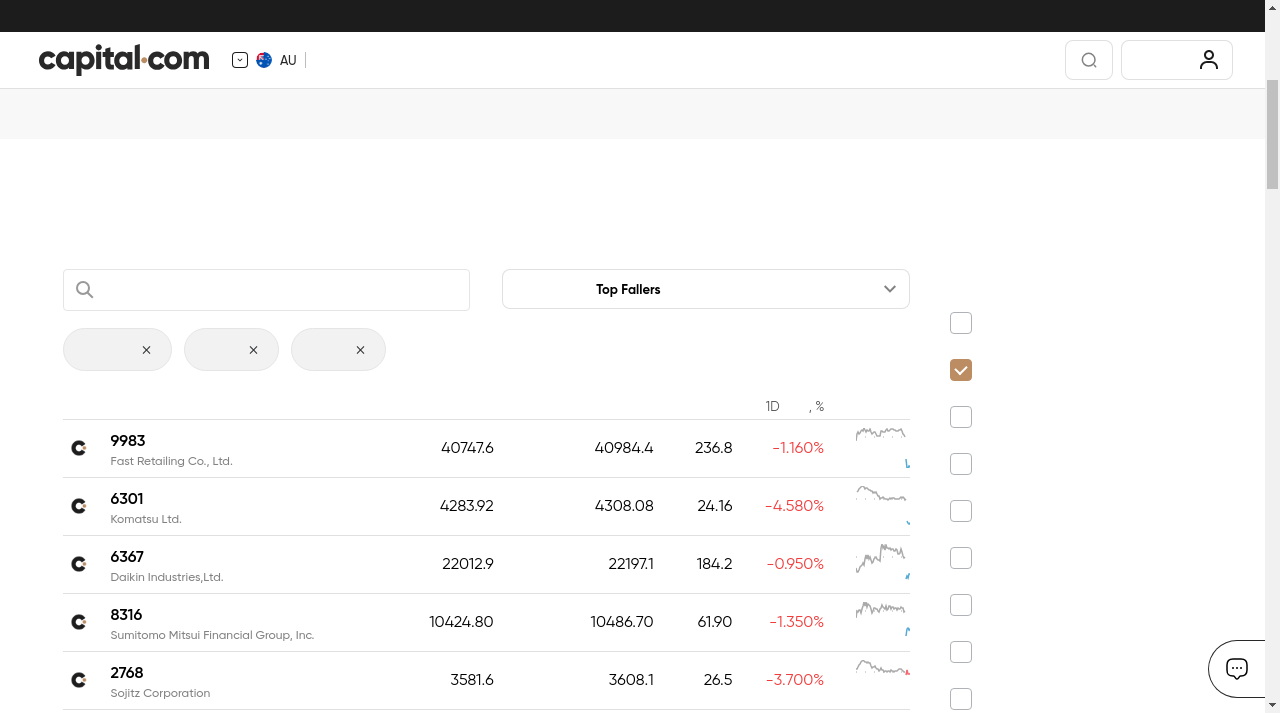 capital.com
AU
Top Fallers
1D , %
9983 40747.6 40984.4 236.8 -1.160%
Fast Retailing Co., Ltd.
6301 4283.92 4308.08 24.16 -4.580%
Komatsu Ltd.
6367 22012.9 22197.1 184.2 -0.950%
Daikin Industries,Ltd.
8316 10424.80 10486.70 61.90 -1.350%
Sumitomo Mitsui Financial Group, Inc.
2768 3581.6 3608.1 26.5 -3.700%
Sojitz Corporation